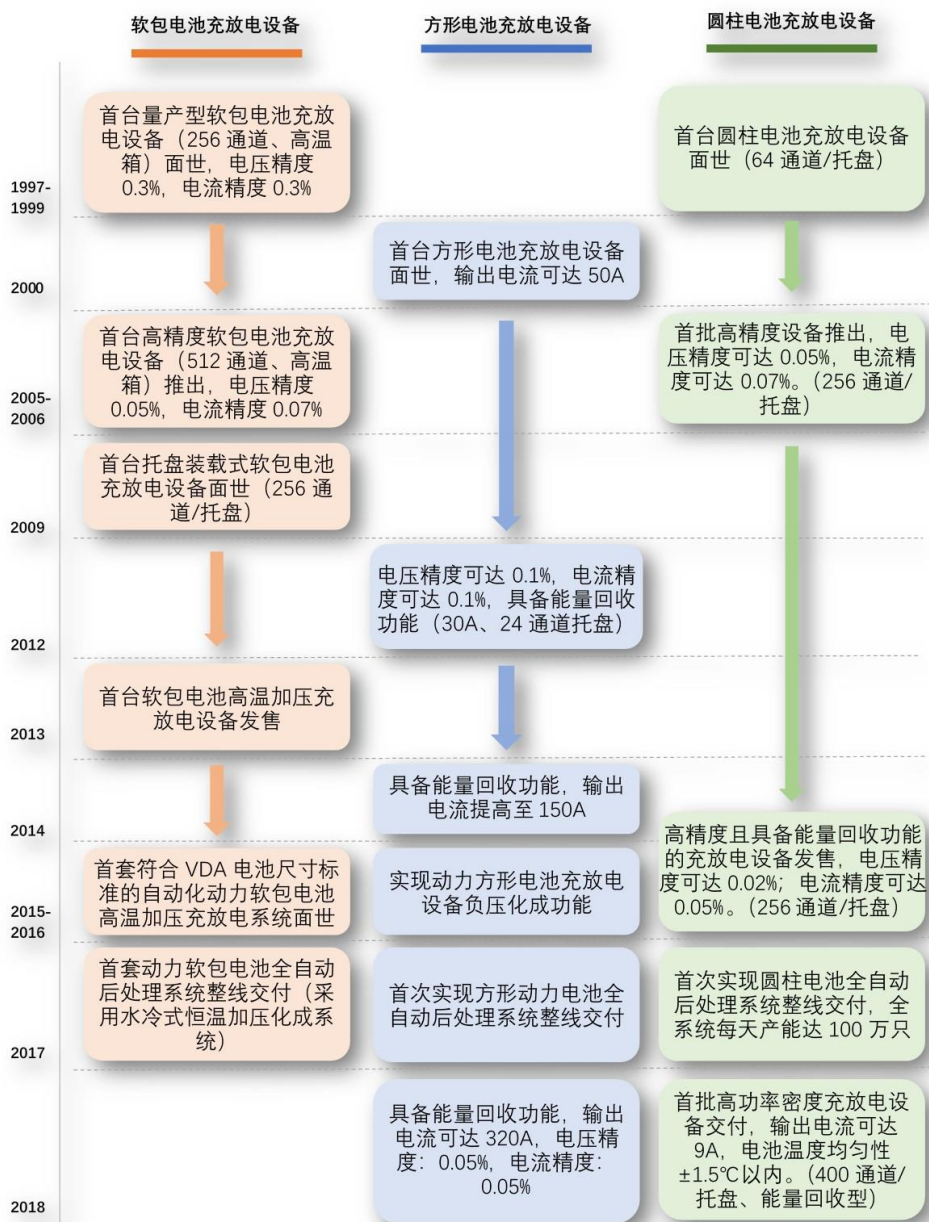 软包电池充放电设备
方形电池充放电设备
圆柱电池充放电设备
首台量产型软包电池充放
电设备（256 通道、高温
箱）面世，电压精度
0.3%，电流精度 0.3%
首台圆柱电池充放电设备
面世（64 通道/托盘）
1997-
1999
首台方形电池充放电设备
面世，输出电流可达 50A
2000
首台高精度软包电池充放
电设备（512 通道、高温
箱）推出，电压精度
0.05%，电流精度 0.07%
首批高精度设备推出，电
压精度可达 0.05%，电流精
度可达 0.07%。（256 通道/
托盘）
2005-
2006
首台托盘装载式软包电池
充放电设备面世（256 通
道/托盘）
2009
电压精度可达 0.1%，电流精
度可达 0.1%，具备能量回收
功能（30A、24 通道托盘）
2012
首台软包电池高温加压充
放电设备发售
2013
具备能量回收功能，输出
电流提高至 150A
2014
首套符合 VDA 电池尺寸标
准的自动化动力软包电池
高温加压充放电系统面世
实现动力方形电池充放电
设备负压化成功能
高精度且具备能量回收功能
的充放电设备发售，电压精
度可达 0.02%；电流精度可达
0.05%。（256 通道/托盘）
2015-
2016
首套动力软包电池全自动
后处理系统整线交付（采
用水冷式恒温加压化成系
统）
首次实现方形动力电池全
自动后处理系统整线交付
首次实现圆柱电池全自动
后处理系统整线交付，全
系统每天产能达 100 万只
2017
具备能量回收功能，输出
电流可达 320A，电压精
度：0.05%，电流精度：
0.05%
首批高功率密度充放电设
备交付，输出电流可达
9A，电池温度均匀性
±1.5℃以内。（400 通道/
托盘、能量回收型）
2018